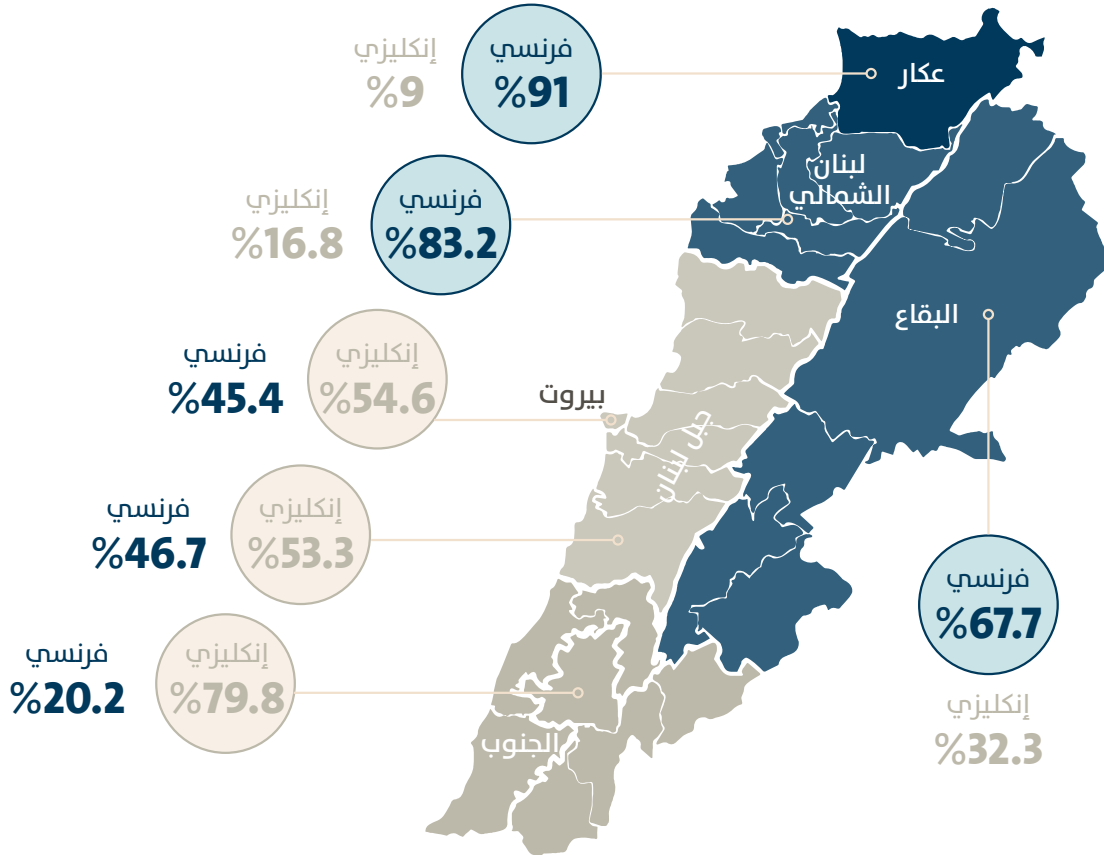 عكار
فرنسي
%91
إنكليزي
%9
لبنان
الشمالي
فرنسي
%83.2
إنكليزي
%16.8
البقاع
فرنسي
%67.7
إنكليزي
%32.3
بيروت
إنكليزي
%54.6
فرنسي
%45.4
جبل لبنان
إنكليزي
%53.3
فرنسي
%46.7
الجنوب
إنكليزي
%79.8
فرنسي
%20.2